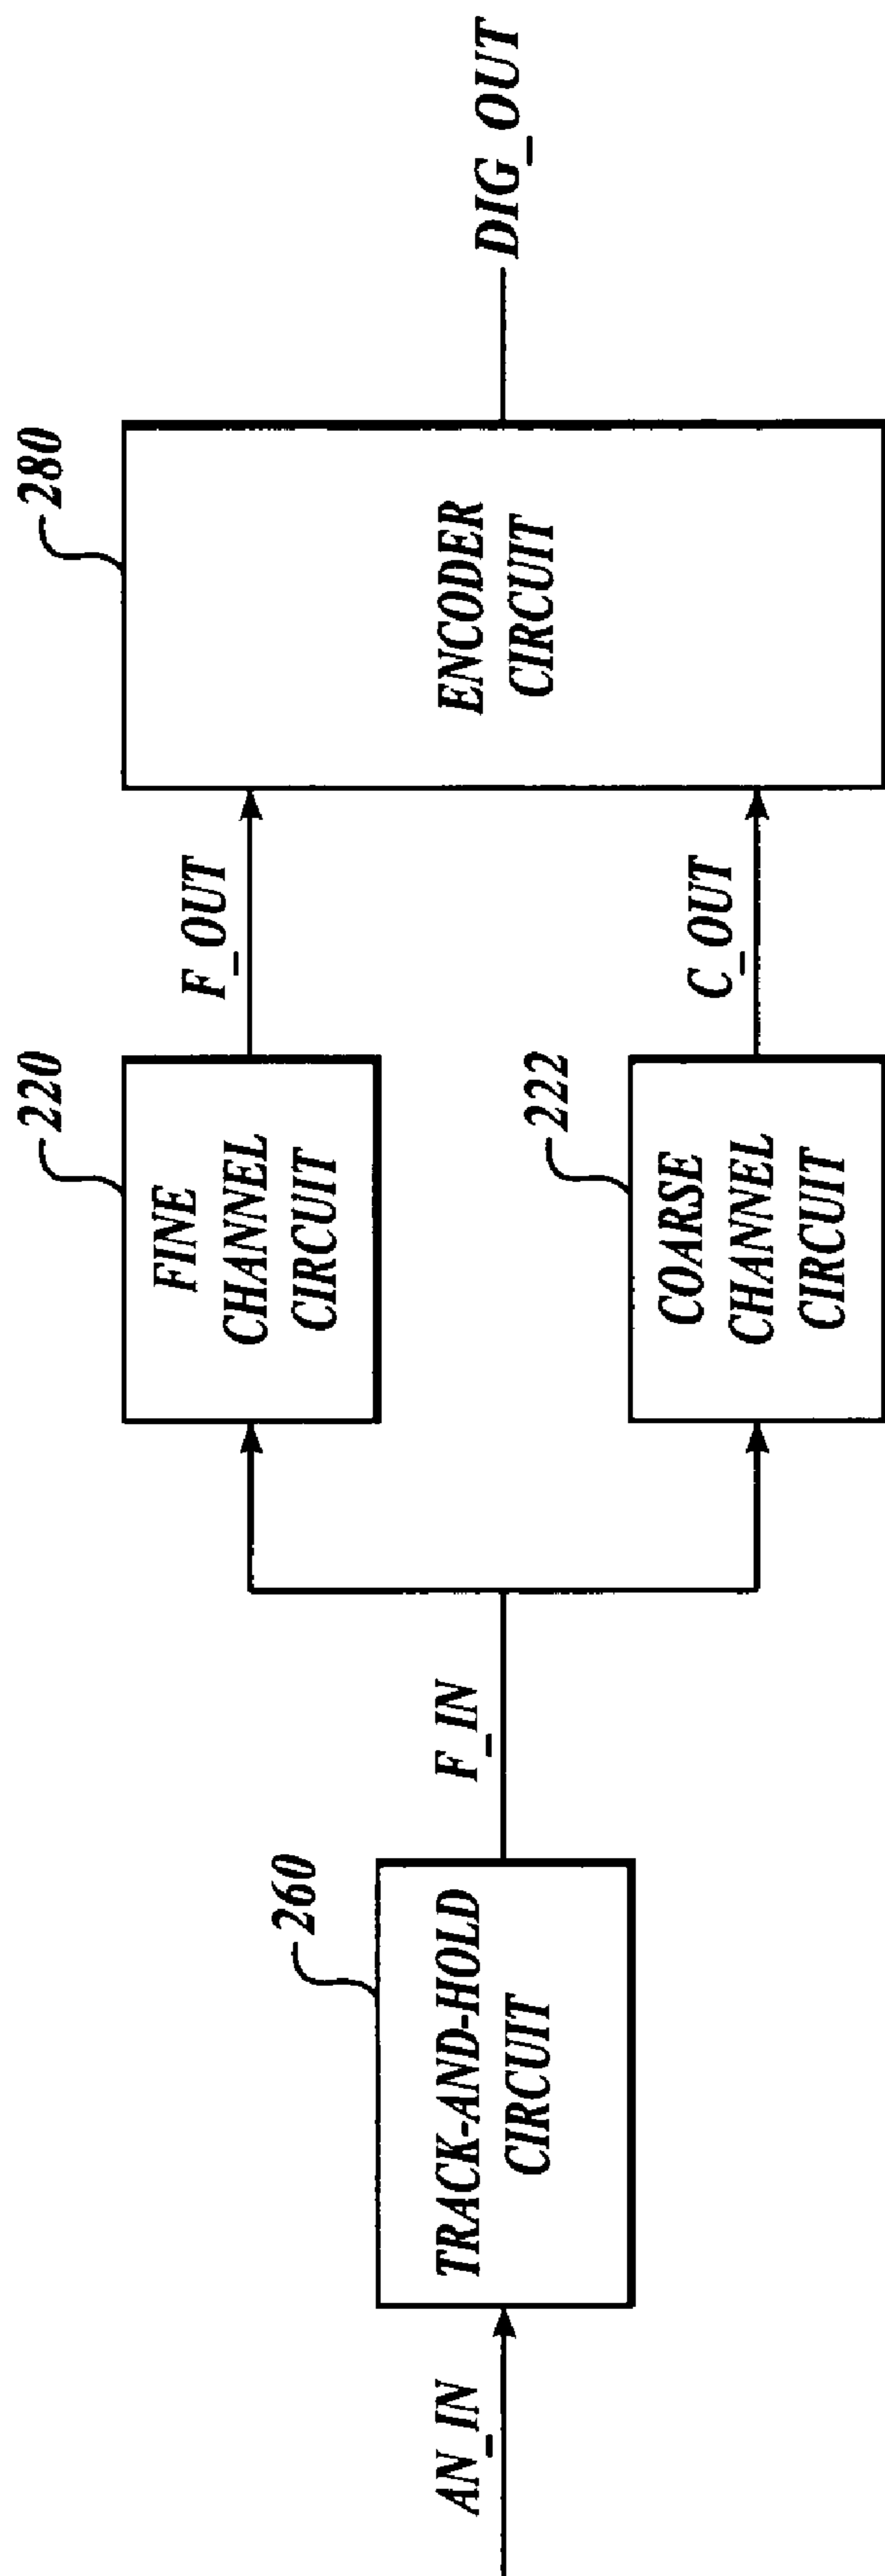 AN_IN
260
TRACK-AND-HOLD
CIRCUIT
F_IN
220
FINE
CHANNEL
CIRCUIT
222
COARSE
CHANNEL
CIRCUIT
F_OUT
C_OUT
280
ENCODER
CIRCUIT
DIG_OUT